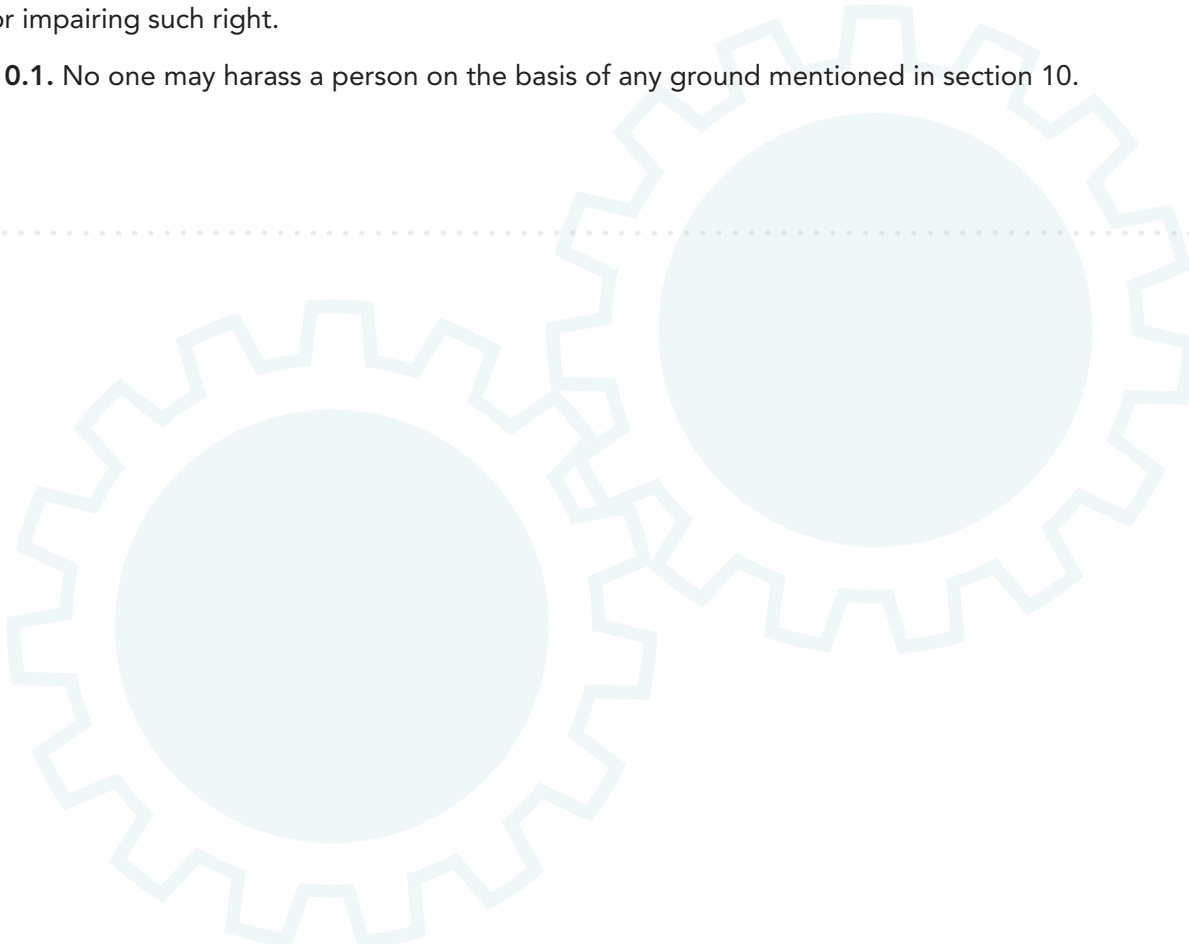 or impairing such right.
0.1. No one may harass a person on the basis of any ground mentioned in section 10.